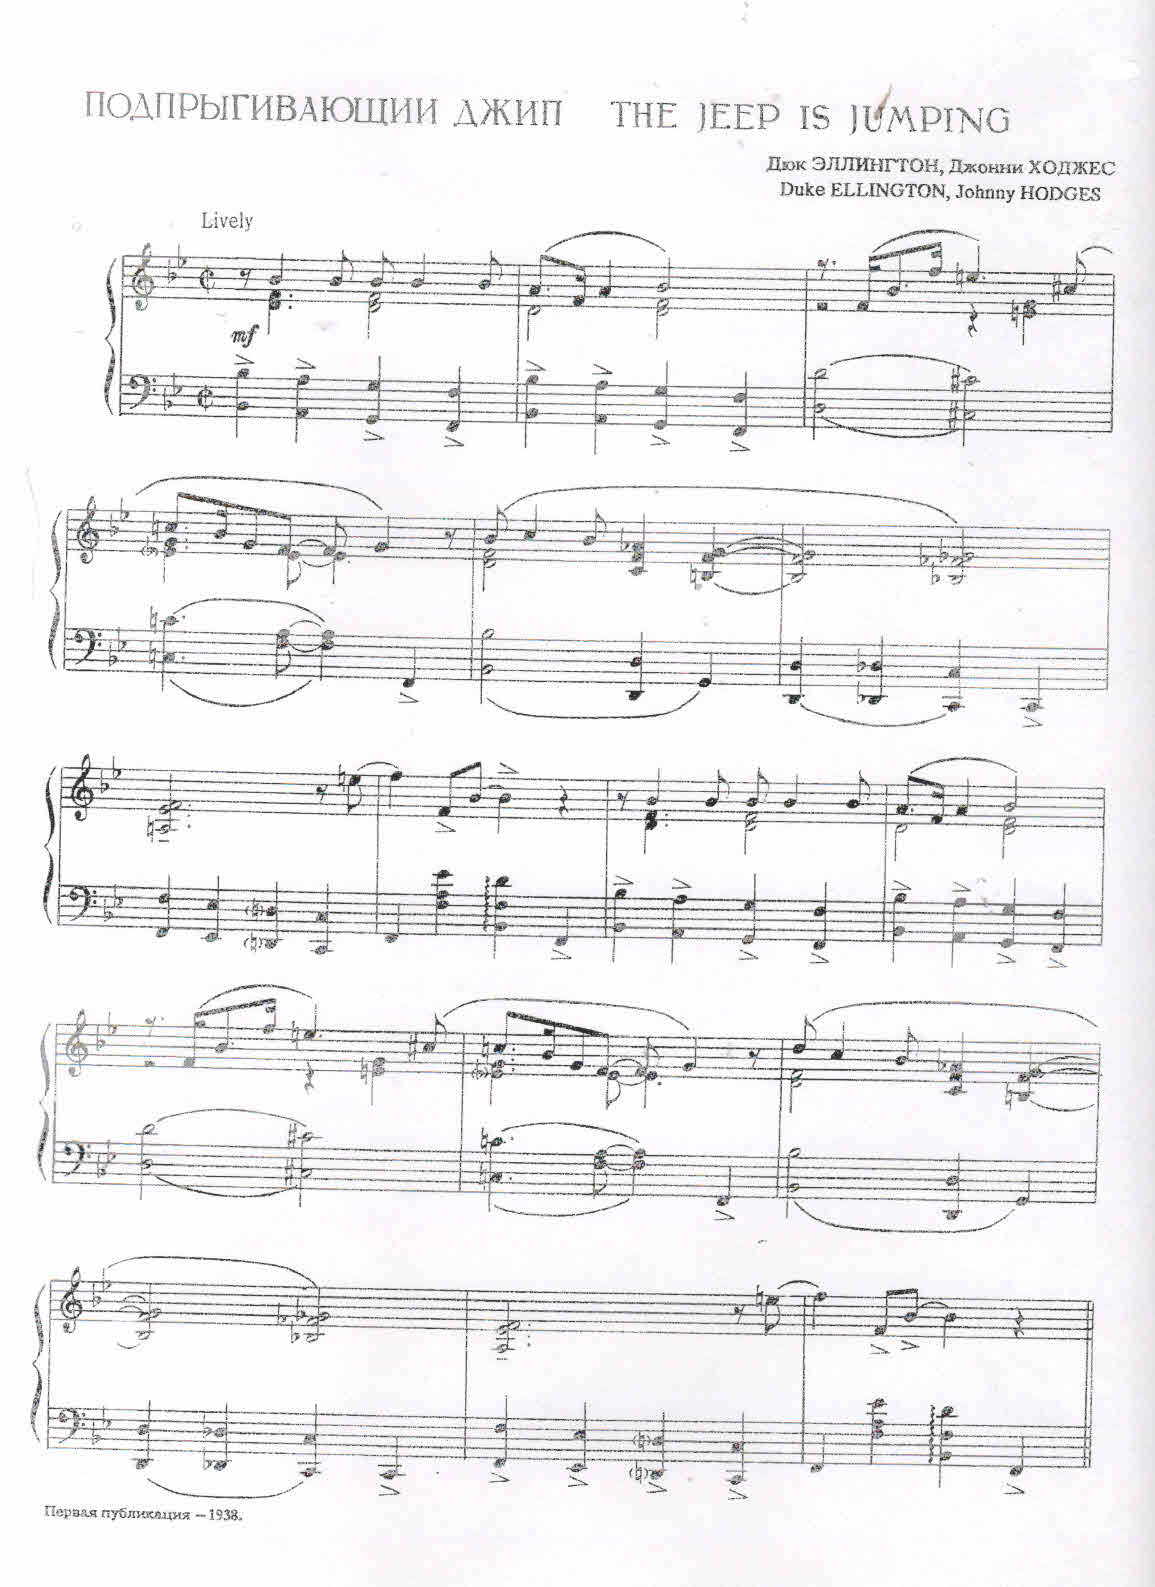 ПОДПРЫГИВАЮЩИЙ ДЖИП THE JEEP IS JUMPING
Дюк ЭЛЛИНГТОН, Джонни ХОДЖЕС
Duke ELLINGTON, Johnny HODGES
Lively
mf
Первая публикация – 1938.